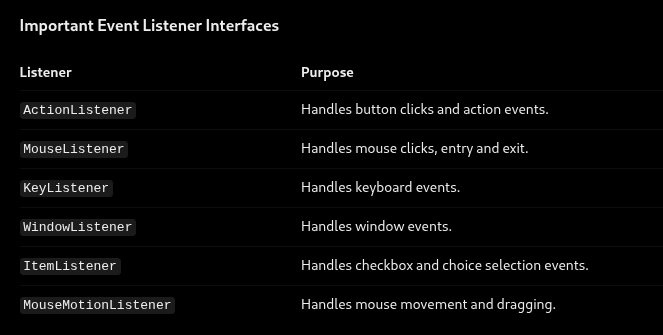 Important Event Listener Interfaces
Listener Purpose
ActionListener Handles button clicks and action events.
MouseListener Handles mouse clicks, entry and exit.
KeyListener Handles keyboard events.
WindowListener Handles window events.
ItemListener Handles checkbox and choice selection events.
MouseMotionListener Handles mouse movement and dragging.